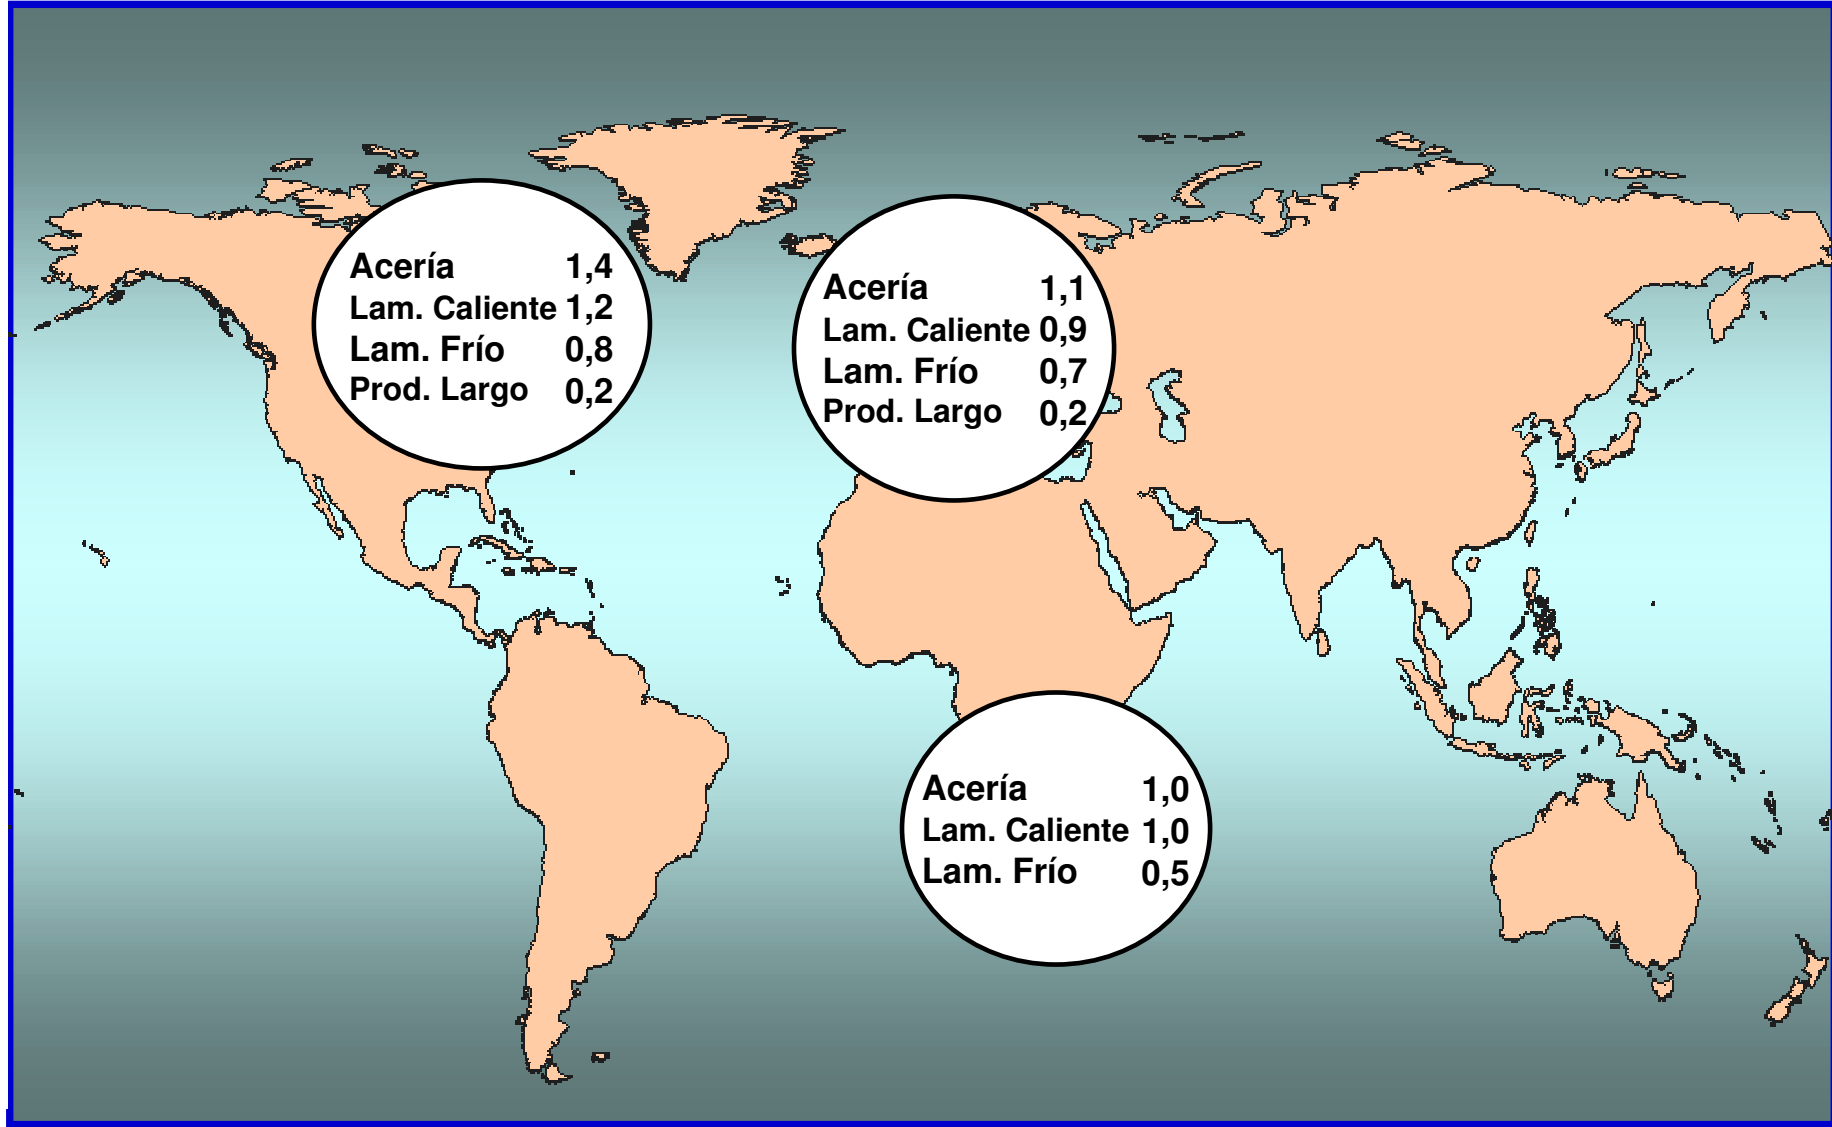 Acería 1,4
Lam. Caliente 1,2
Lam. Frío 0,8
Prod. Largo 0,2
Acería 1,1
Lam. Caliente 0,9
Lam. Frío 0,7
Prod. Largo 0,2
Acería 1,0
Lam. Caliente 1,0
Lam. Frío 0,5